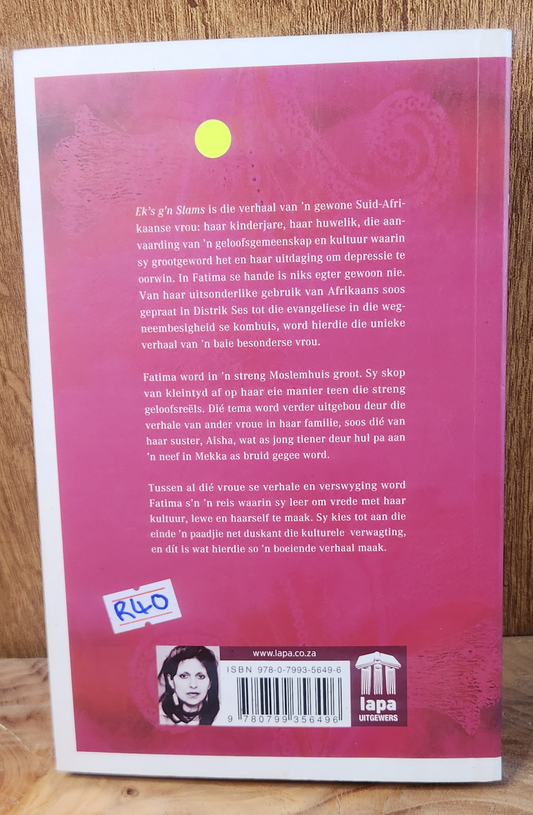 Ek's g'n Slams is die verhaal van 'n gewone Suid-Afri-
kaanse vrou: haar kinderjare, haar huwelik, die aan-
vaarding van 'n geloofsgemeenskap en kultuur waarin
sy grootgeword het en haar uitdaging om depressie te
oorwin. In Fatima se hande is niks egter gewoon nie.
Van haar uitsonderlike gebruik van Afrikaans soos
gepraat in Distrik Ses tot die evangeliese in die weg-
neembesigheid se kombuis, word hierdie die unieke
verhaal van 'n baie besonderse vrou.
Fatima word in 'n streng Moslemhuis groot. Sy skop
van kleintyd af op haar eie manier teen die streng
geloofsreëls. Dié tema word verder uitgebou deur die
verhale van ander vroue in haar familie, soos dié van
haar suster, Aisha, wat as jong tiener deur hul pa aan
'n neef in Mekka as bruid gegee word.
Tussen al dié vroue se verhale en verswyging word
Fatima s'n 'n reis waarin sy leer om vrede met haar
kultuur, lewe en haarself te maak. Sy kies tot aan die
einde 'n paadjie net duskant die kulturele verwagting,
en dít is wat hierdie so 'n boeiende verhaal maak.
R40
www.lapa.co.za
ISBN 978-0-7993-5649-6
9 780799 356496
lapa
UITGEWERS